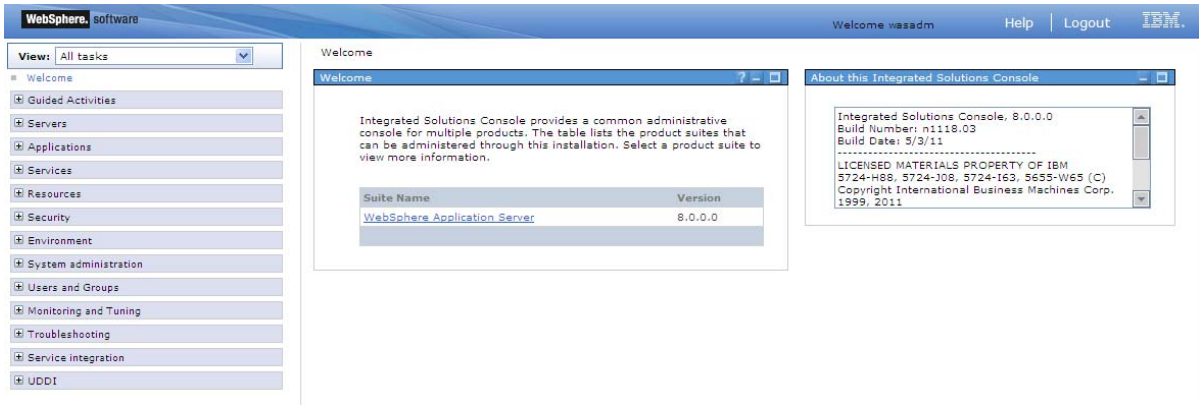 WebSphere. software
Welcome wasadm
Help
Logout
IBM.
View: All tasks
Welcome
Guided Activities
Servers
Applications
Services
Resources
Security
Environment
System administration
Users and Groups
Monitoring and Tuning
Troubleshooting
Service integration
UDDI
Welcome
Welcome
?
Integrated Solutions Console provides a common administrative
console for multiple products. The table lists the product suites that
can be administered through this installation. Select a product suite to
view more information.
Suite Name Version
WebSphere Application Server 8.0.0.0
About this Integrated Solutions Console
Integrated Solutions Console, 8.0.0.0
Build Number: n1118.03
Build Date: 5/3/11
------------------------------------
LICENSED MATERIALS PROPERTY OF IBM
5724-H88, 5724-J08, 5724-I63, 5655-W65 (C)
Copyright International Business Machines Corp.
1999, 2011